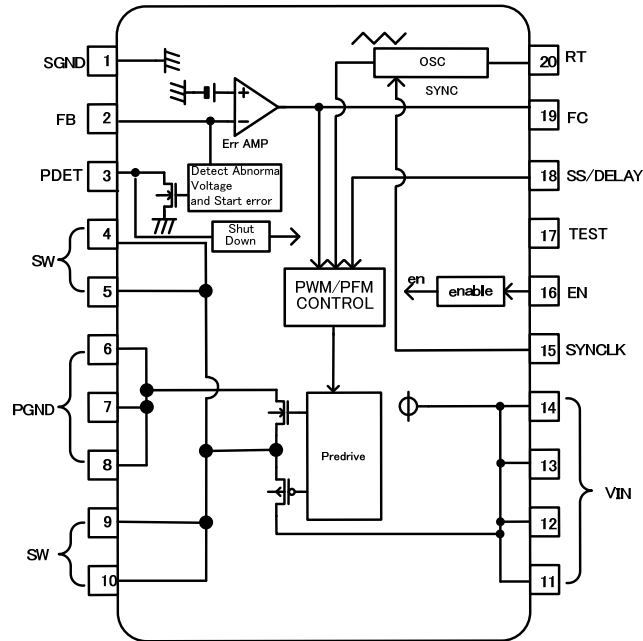 SGND 1
FB 2
PDET 3
4
SW
5
6
PGND 7
8
9
SW
10
20 RT
19 FC
18 SS/DELAY
17 TEST
16 EN
15 SYNCLK
14
13
VIN
12
11
OSC
SYNC
+
−
Err AMP
Detect Abnorma
Voltage
and Start error
Shut
Down
PWM/PFM
CONTROL
en
enable
Predrive